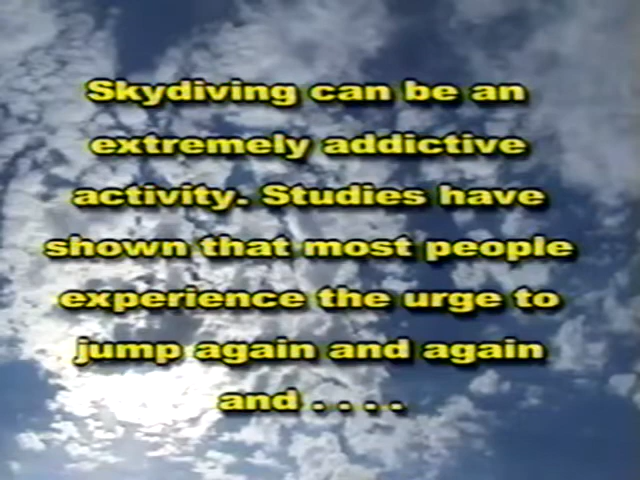 Skydiving can be an
extremely addictive
activity. Studies have
shown that most people
experience the urge to
jump again and again
and . . . .